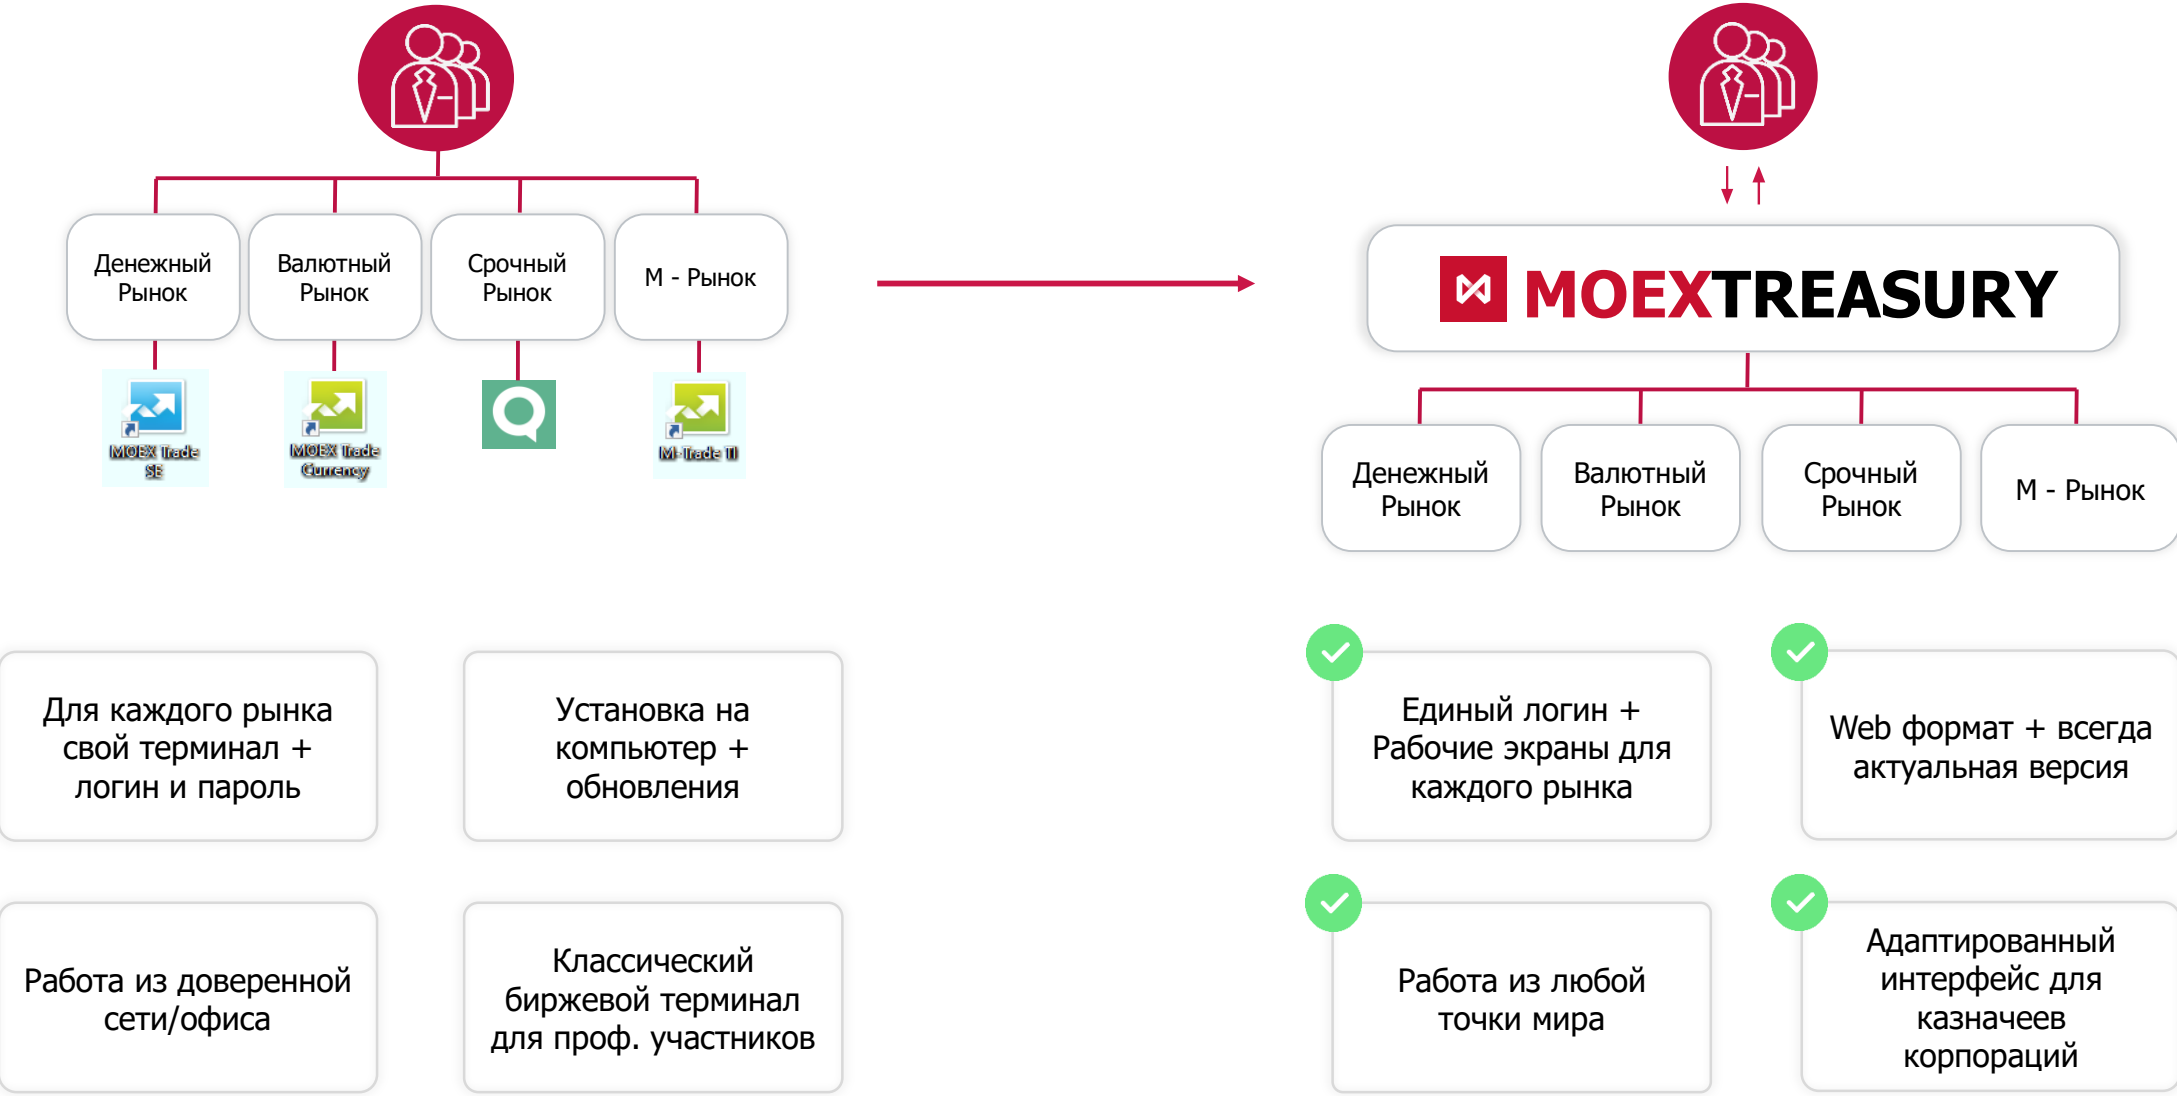 Денежный
Рынок
Валютный
Рынок
Срочный
Рынок
М - Рынок
MOEX Trade
SE
MOEX Trade
Currency
M-Trade TI
Для каждого рынка
свой терминал +
логин и пароль
Установка на
компьютер +
обновления
Работа из доверенной
сети/офиса
Классический
биржевой терминал
для проф. участников
MOEXTREASURY
Денежный
Рынок
Валютный
Рынок
Срочный
Рынок
М - Рынок
Единый логин +
Рабочие экраны для
каждого рынка
Web формат + всегда
актуальная версия
Работа из любой
точки мира
Адаптированный
интерфейс для
казначеев
корпораций